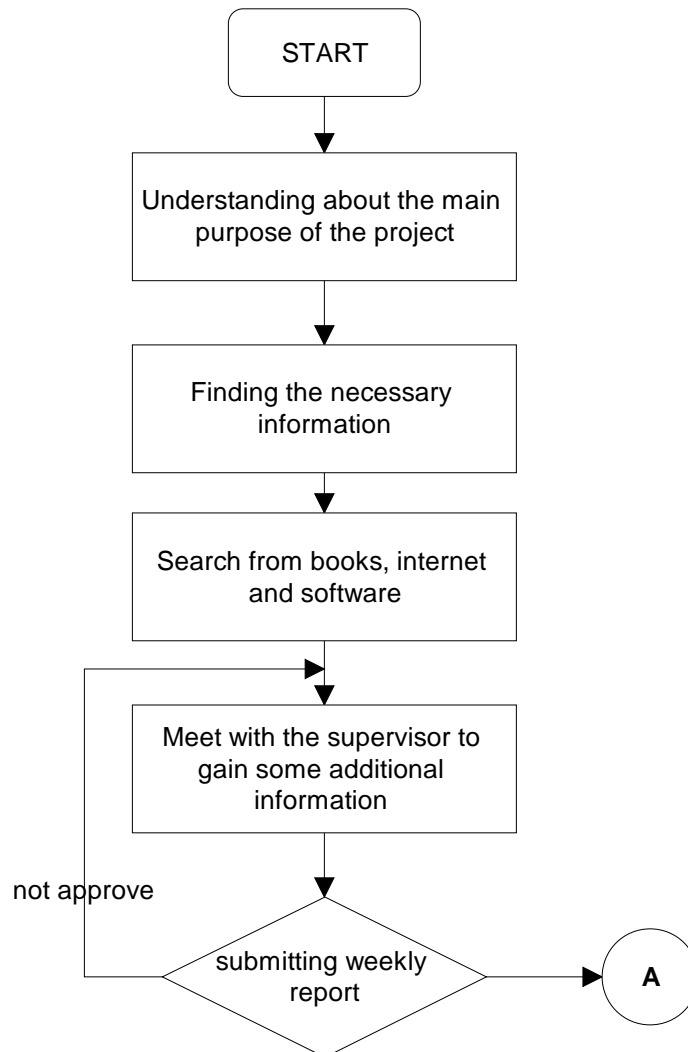 START
Understanding about the main
purpose of the project
Finding the necessary
information
Search from books, internet
and software
Meet with the supervisor to
gain some additional
information
not approve
submitting weekly
report
A